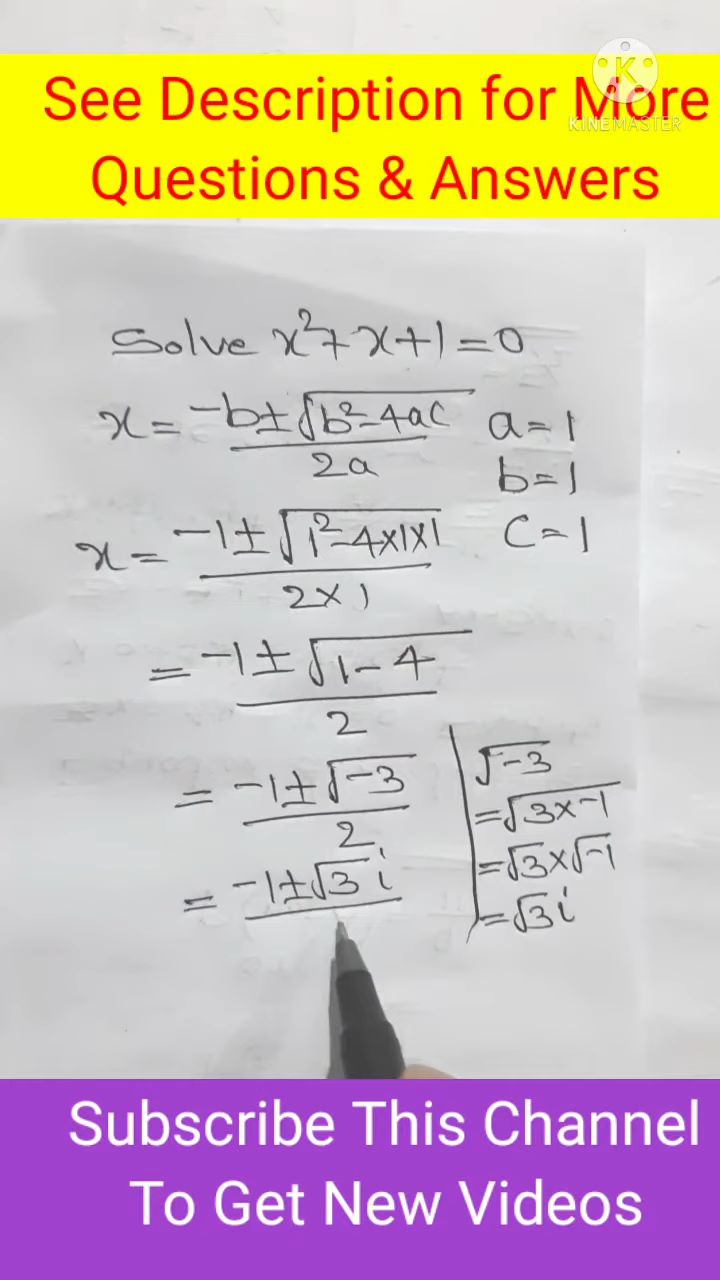 See Description for More
KINEMASTER
Questions & Answers
Solve x²+x+1=0
x = -b±√b²-4ac / 2a
a=1
b=1
c=1
x = -1±√1²-4×1×1 / 2×1
= -1±√1-4 / 2
= -1±√-3 / 2
= -1±√3 i
√-3
=√3×-1
=√3×√-1
=√3 i
Subscribe This Channel
To Get New Videos